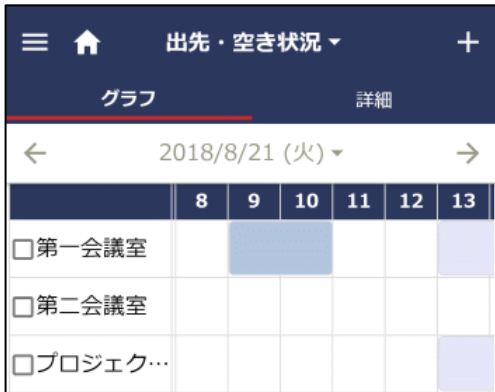 出先・空き状況
グラフ 詳細
2018/8/21 (火)
8 9 10 11 12 13
第一会議室
第二会議室
プロジェク…